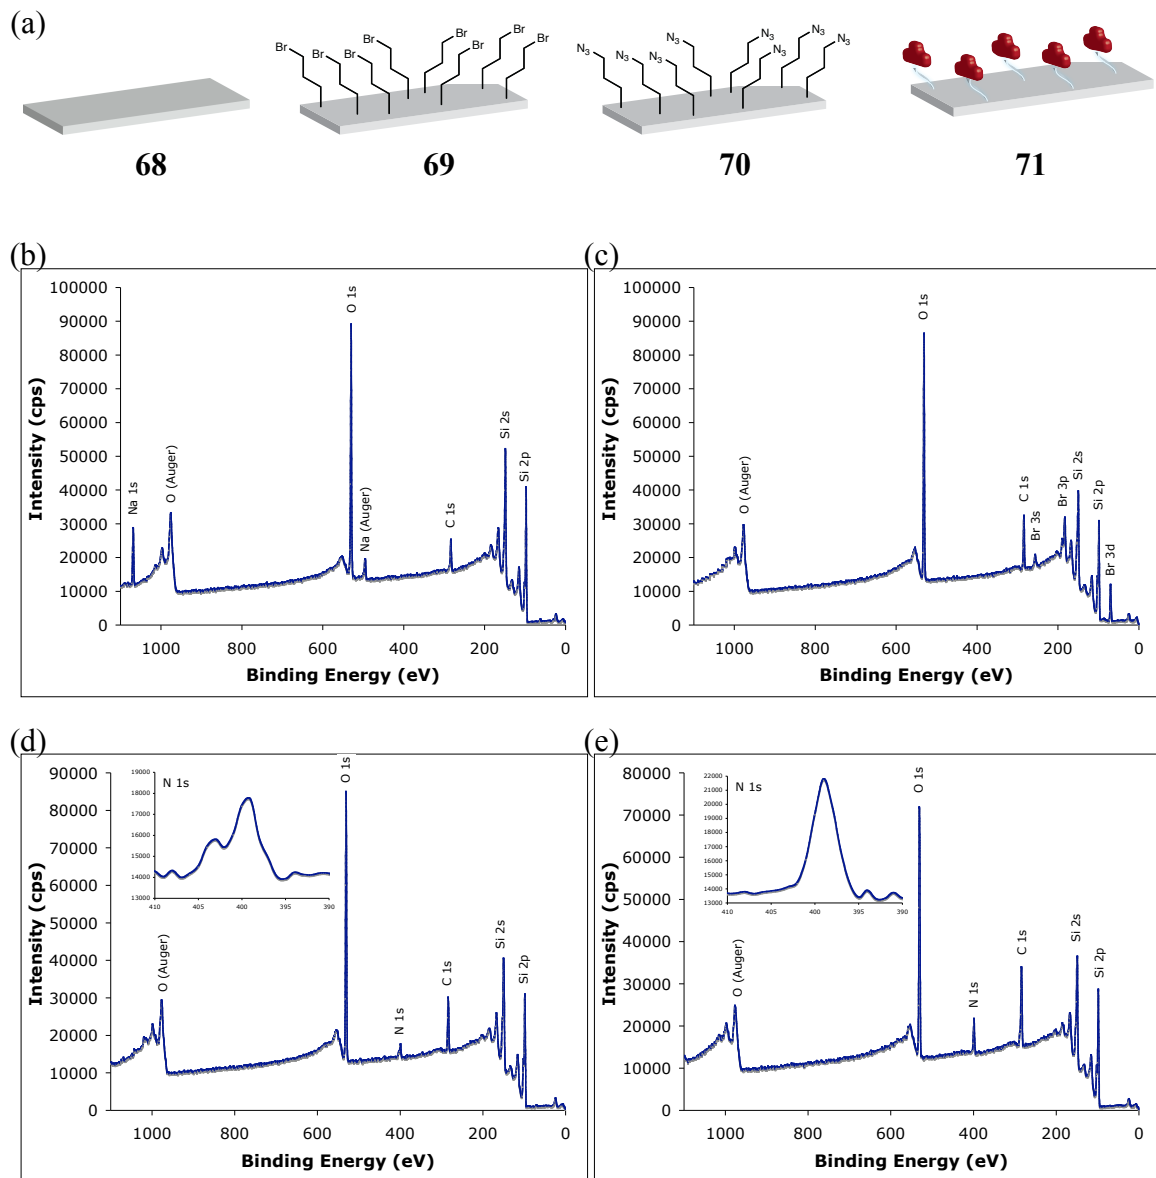 (a)
Br Br Br Br Br Br Br Br
N3 N3 N3 N3 N3 N3 N3 N3
68 69 70 71
(b)
Intensity (cps)
100000
90000
80000
70000
60000
50000
40000
30000
20000
10000
0
Na 1s
O (Auger)
O 1s
Na (Auger)
C 1s
Si 2s
Si 2p
1000 800 600 400 200 0
Binding Energy (eV)
(c)
Intensity (cps)
100000
90000
80000
70000
60000
50000
40000
30000
20000
10000
0
O (Auger)
O 1s
C 1s
Br 3s
Br 3p
Si 2s
Si 2p
Br 3d
1000 800 600 400 200 0
Binding Energy (eV)
(d)
Intensity (cps)
90000
80000
70000
60000
50000
40000
30000
20000
10000
0
N 1s
19000
18000
17000
16000
15000
14000
13000
410 405 400 395 390
O (Auger)
O 1s
N 1s
C 1s
Si 2s
Si 2p
1000 800 600 400 200 0
Binding Energy (eV)
(e)
Intensity (cps)
80000
70000
60000
50000
40000
30000
20000
10000
0
N 1s
22000
21000
20000
19000
18000
17000
16000
15000
14000
13000
410 405 400 395 390
O (Auger)
O 1s
N 1s
C 1s
Si 2s
Si 2p
1000 800 600 400 200 0
Binding Energy (eV)